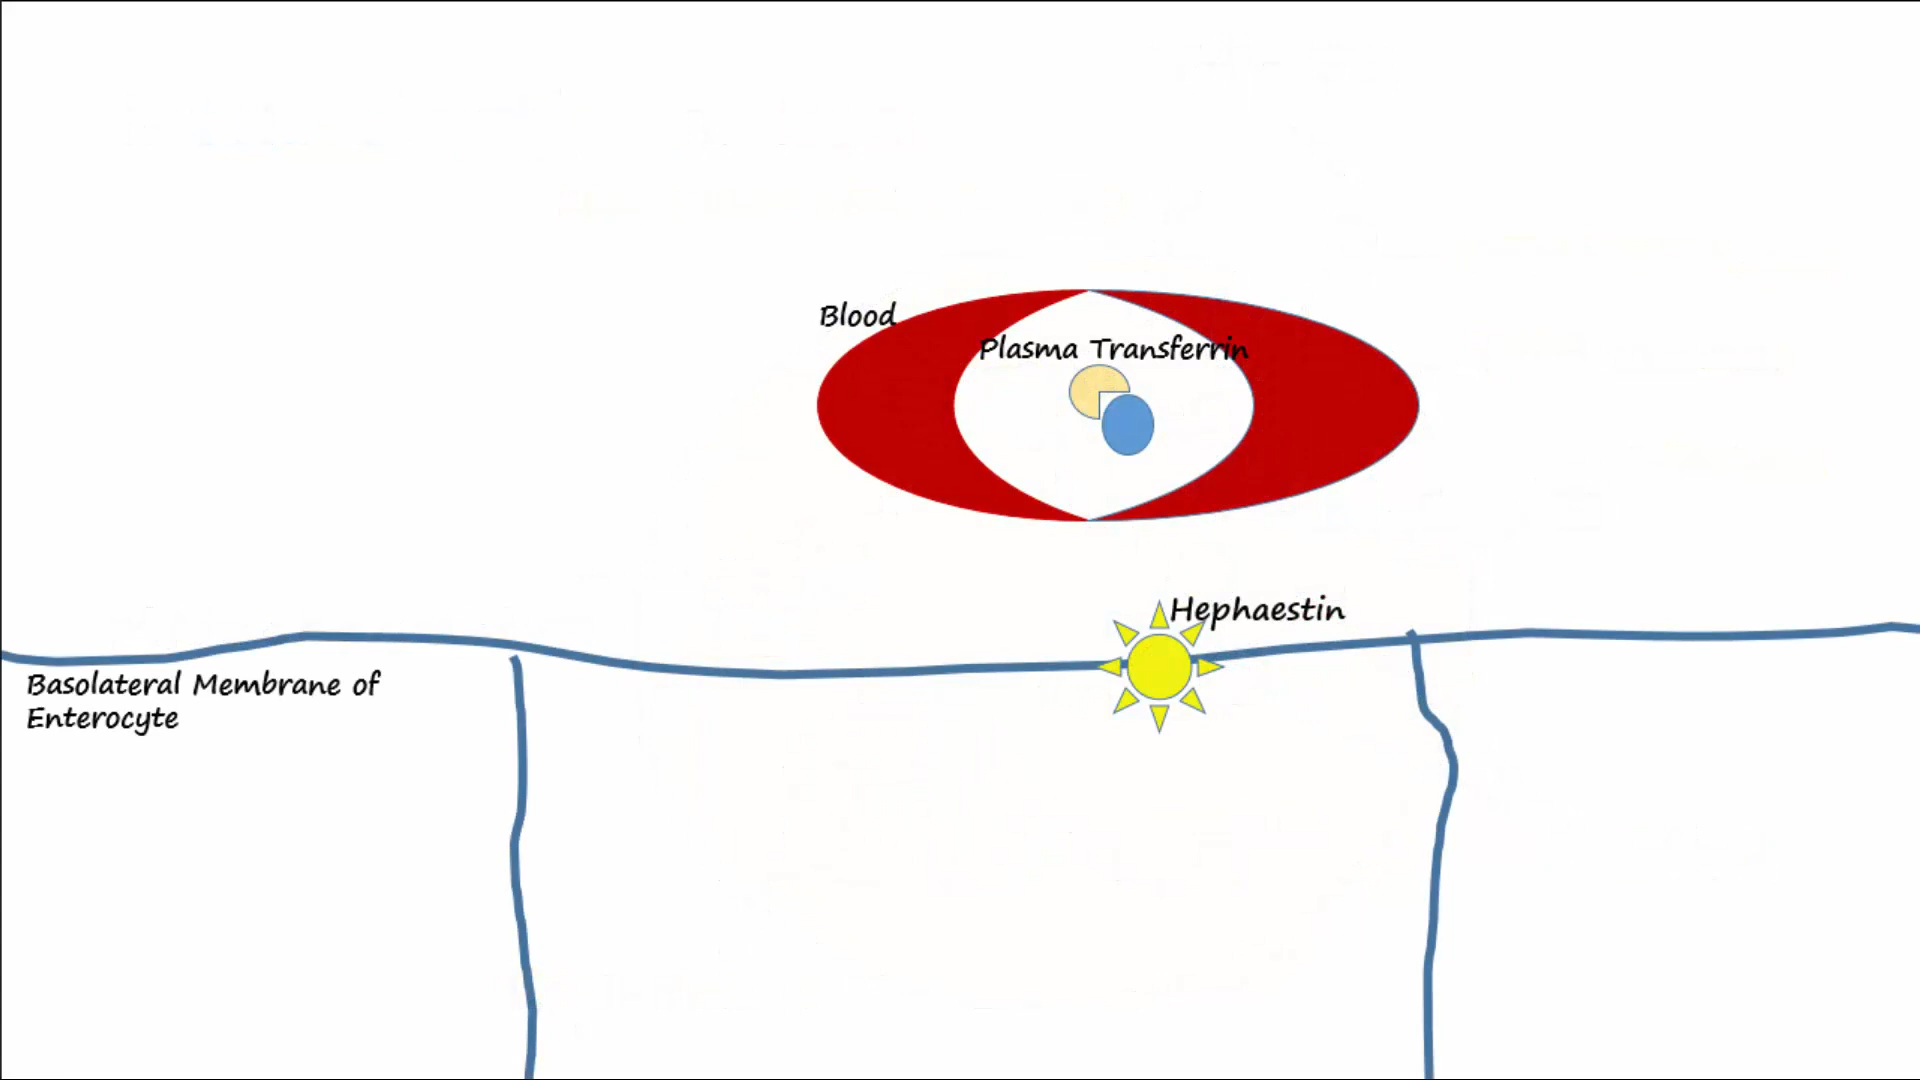 Blood
Plasma Transferrin
Hephaestin
Basolateral Membrane of
Enterocyte